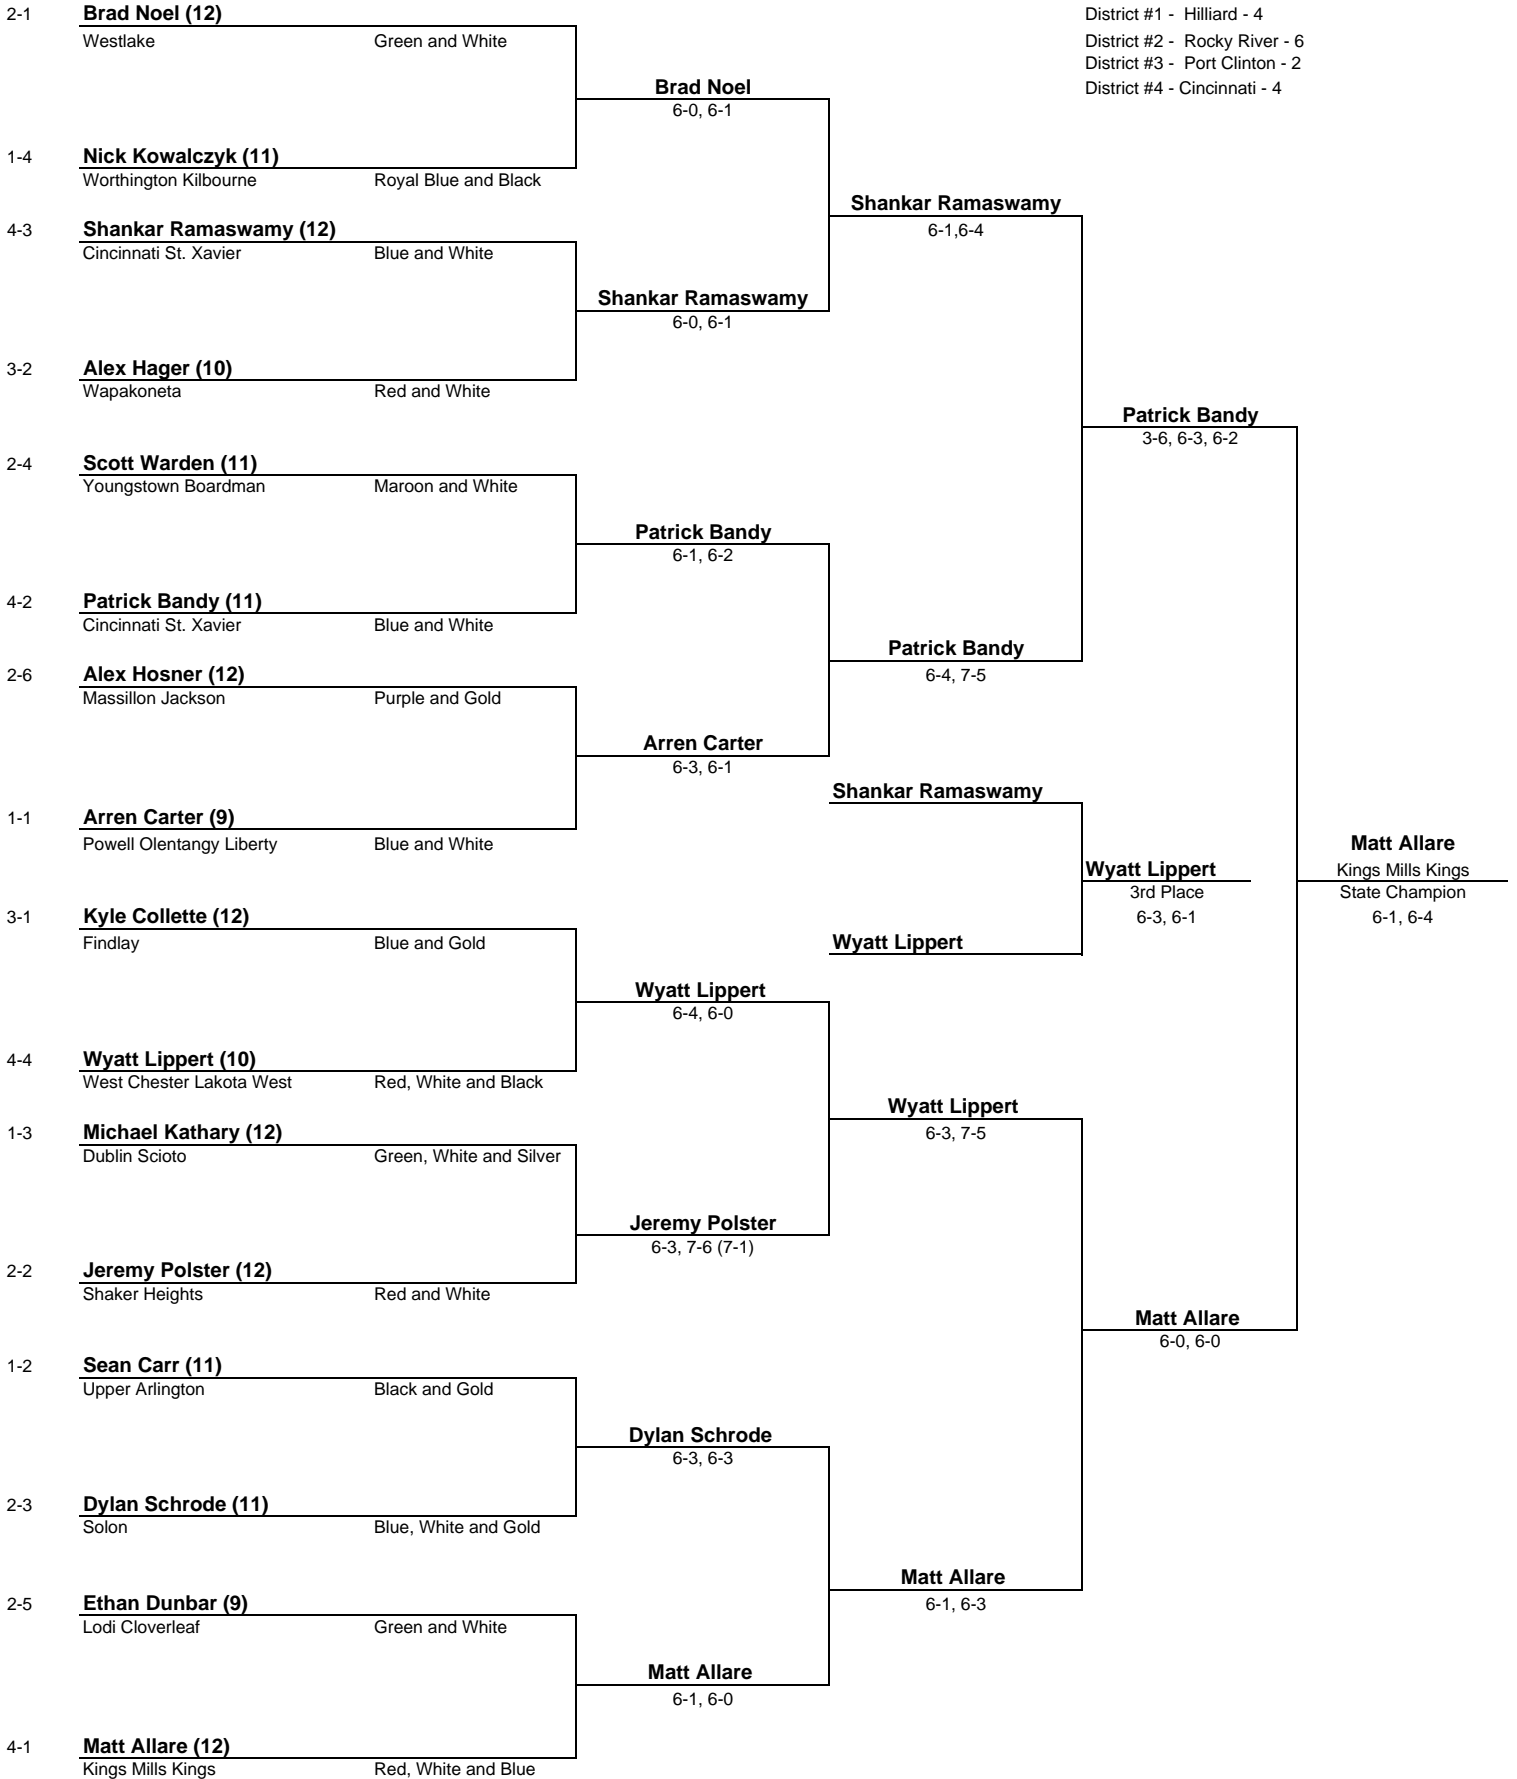 2-1 Brad Noel (12)
Westlake Green and White
District #1 - Hilliard - 4
District #2 - Rocky River - 6
District #3 - Port Clinton - 2
District #4 - Cincinnati - 4
Brad Noel
6-0, 6-1
1-4 Nick Kowalczyk (11)
Worthington Kilbourne Royal Blue and Black
Shankar Ramaswamy
6-1,6-4
4-3 Shankar Ramaswamy (12)
Cincinnati St. Xavier Blue and White
Shankar Ramaswamy
6-0, 6-1
3-2 Alex Hager (10)
Wapakoneta Red and White
Patrick Bandy
3-6, 6-3, 6-2
2-4 Scott Warden (11)
Youngstown Boardman Maroon and White
Patrick Bandy
6-1, 6-2
4-2 Patrick Bandy (11)
Cincinnati St. Xavier Blue and White
Patrick Bandy
6-4, 7-5
2-6 Alex Hosner (12)
Massillon Jackson Purple and Gold
Arren Carter
6-3, 6-1
Shankar Ramaswamy
1-1 Arren Carter (9)
Powell Olentangy Liberty Blue and White
Matt Allare
Kings Mills Kings
State Champion
6-1, 6-4
Wyatt Lippert
3rd Place
6-3, 6-1
3-1 Kyle Collette (12)
Findlay Blue and Gold
Wyatt Lippert
Wyatt Lippert
6-4, 6-0
4-4 Wyatt Lippert (10)
West Chester Lakota West Red, White and Black
Wyatt Lippert
6-3, 7-5
1-3 Michael Kathary (12)
Dublin Scioto Green, White and Silver
Jeremy Polster
6-3, 7-6 (7-1)
2-2 Jeremy Polster (12)
Shaker Heights Red and White
Matt Allare
6-0, 6-0
1-2 Sean Carr (11)
Upper Arlington Black and Gold
Dylan Schrode
6-3, 6-3
2-3 Dylan Schrode (11)
Solon Blue, White and Gold
Matt Allare
6-1, 6-3
2-5 Ethan Dunbar (9)
Lodi Cloverleaf Green and White
Matt Allare
6-1, 6-0
4-1 Matt Allare (12)
Kings Mills Kings Red, White and Blue